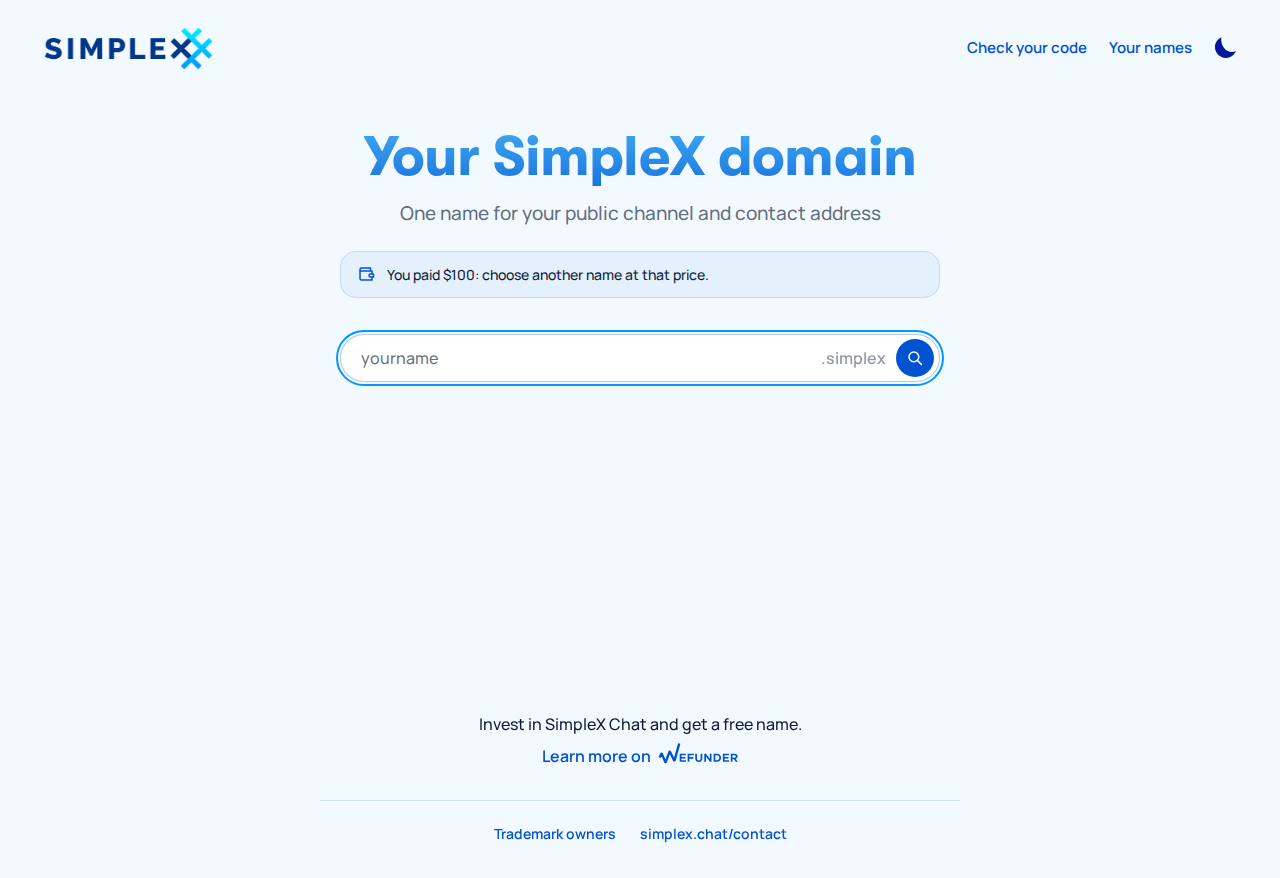 SIMPLEX
Check your code
Your names
Your SimpleX domain
One name for your public channel and contact address
You paid $100: choose another name at that price.
yourname
.simplex
Invest in SimpleX Chat and get a free name.
Learn more on WEFUNDER
Trademark owners
simplex.chat/contact